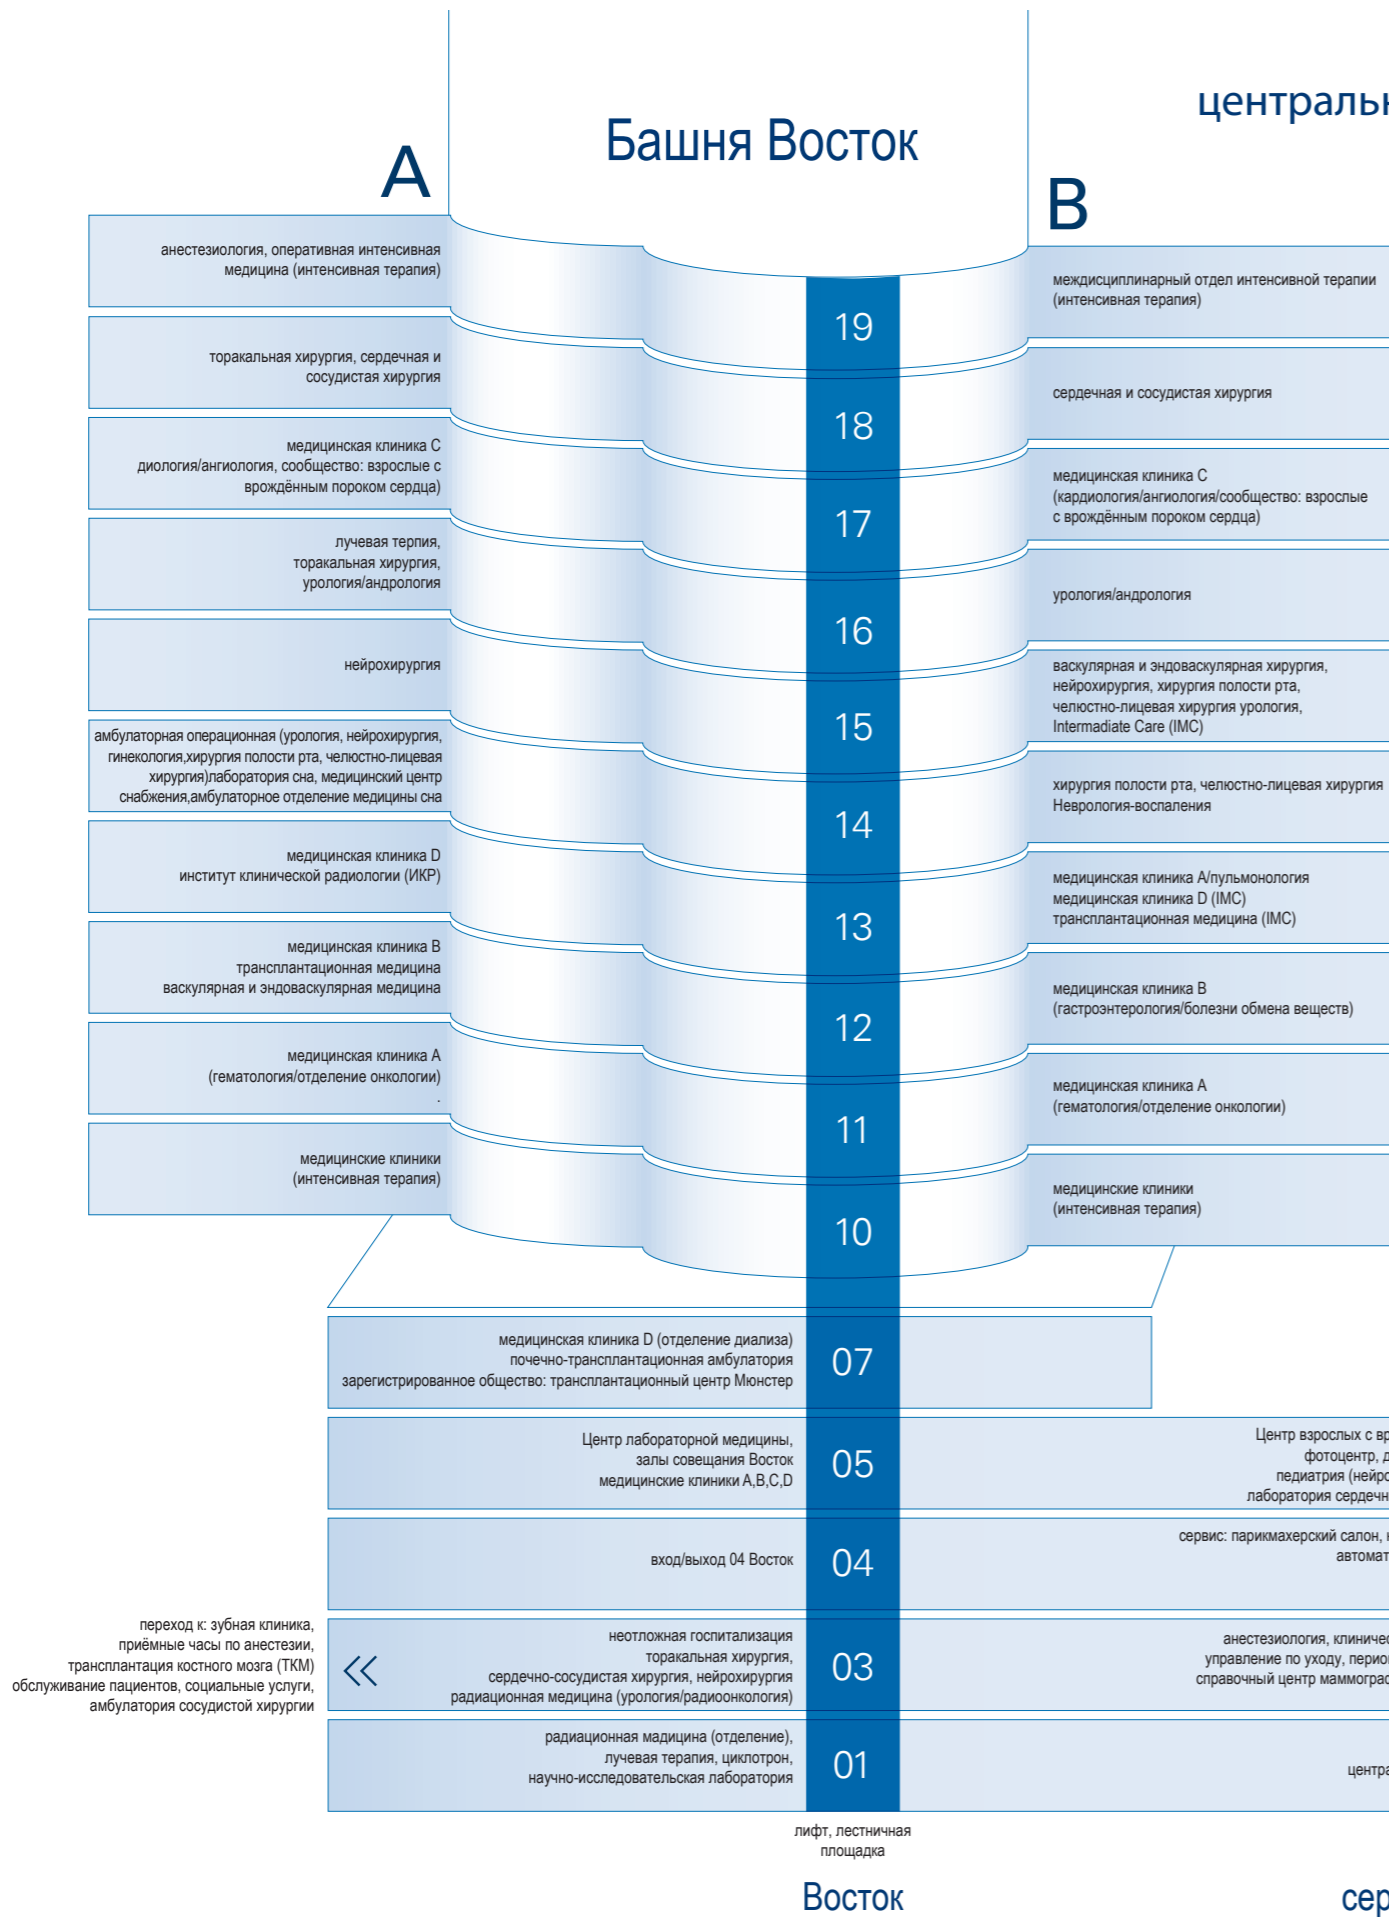 центральн
Башня Восток
A
B
анестезиология, оперативная интенсивная
медицина (интенсивная терапия)
19
междисциплинарный отдел интенсивной терапии
(интенсивная терапия)
торакальная хирургия, сердечная и
сосудистая хирургия
18
сердечная и сосудистая хирургия
медицинская клиника C
диология/ангиология, сообщество: взрослые с
врождённым пороком сердца)
17
медицинская клиника C
(кардиология/ангиология/сообщество: взрослые
с врождённым пороком сердца)
лучевая терпия,
торакальная хирургия,
урология/андрология
16
урология/андрология
нейрохирургия
15
васкулярная и эндоваскулярная хирургия,
нейрохирургия, хирургия полости рта,
челюстно-лицевая хирургия урология,
Intermadiate Care (IMC)
амбулаторная операционная (урология, нейрохирургия,
гинекология,хирургия полости рта, челюстно-лицевая
хирургия)лаборатория сна, медицинский центр
снабжения,амбулаторное отделение медицины сна
14
хирургия полости рта, челюстно-лицевая хирургия
Неврология-воспаления
медицинская клиника D
институт клинической радиологии (ИКР)
13
медицинская клиника A/пульмонология
медицинская клиника D (IMC)
трансплантационная медицина (IMC)
медицинская клиника B
трансплантационная медицина
васкулярная и эндоваскулярная медицина
12
медицинская клиника B
(гастроэнтерология/болезни обмена веществ)
медицинская клиника A
(гематология/отделение онкологии)
.
11
медицинская клиника A
(гематология/отделение онкологии)
медицинские клиники
(интенсивная терапия)
10
медицинские клиники
(интенсивная терапия)
медицинская клиника D (отделение диализа)
почечно-трансплантационная амбулатория
зарегистрированное общество: трансплантационный центр Мюнстер
07
Центр лабораторной медицины,
залы совещания Восток
медицинские клиники A,B,C,D
05
Центр взрослых с вр
фотоцентр, д
педиатрия (нейро
лаборатория сердечн
вход/выход 04 Восток
04
сервис: парикмахерский салон, 
автомат
переход к: зубная клиника,
приёмные часы по анестезии,
трансплантация костного мозга (ТКМ)
обслуживание пациентов, социальные услуги,
амбулатория сосудистой хирургии
неотложная госпитализация
торакальная хирургия,
сердечно-сосудистая хирургия, нейрохирургия
радиационная медицина (урология/радиоонкология)
03
анестезиология, клиничес
управление по уходу, перио
справочный центр маммограс
радиационная мадицина (отделение),
лучевая терапия, циклотрон,
научно-исследовательская лаборатория
01
центра
лифт, лестничная
площадка
Восток
сер